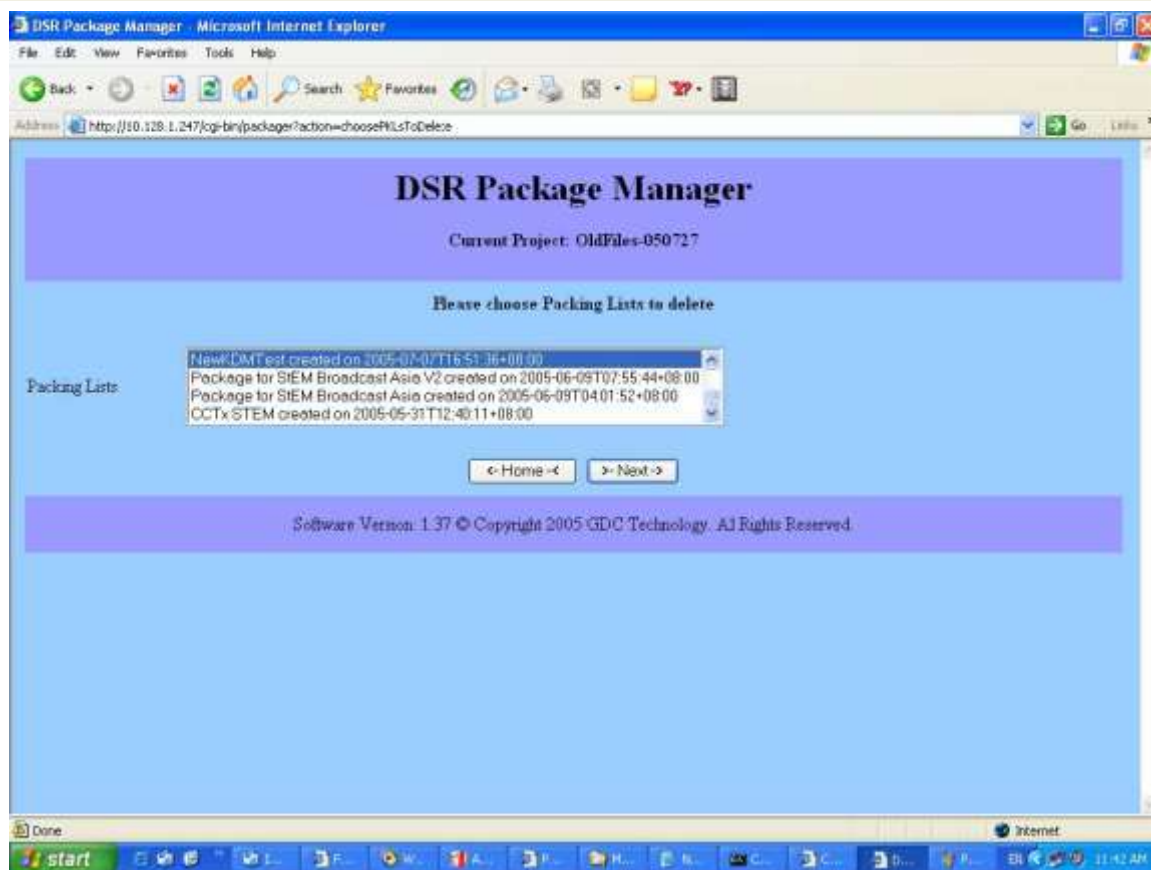 DSR Package Manager - Microsoft Internet Explorer
File Edit View Favorites Tools Help
Back Search Favorites
Address http://10.128.1.247/cgi-bin/packager?action=choosePKLsToDelete Go Links
DSR Package Manager
Current Project: OldFiles-050727
Please choose Packing Lists to delete
Packing Lists
NewKDMTest created on 2005-07-07T16:51:36+08:00
Package for StEM Broadcast Asia V2 created on 2005-06-09T07:55:44+08:00
Package for StEM Broadcast Asia created on 2005-06-09T04:01:52+08:00
CCTx STEM created on 2005-05-31T12:40:11+08:00
<- Home -< >- Next ->
Software Version: 1.37 © Copyright 2005 GDC Technology. All Rights Reserved.
Done Internet
start EN 11:42 AM